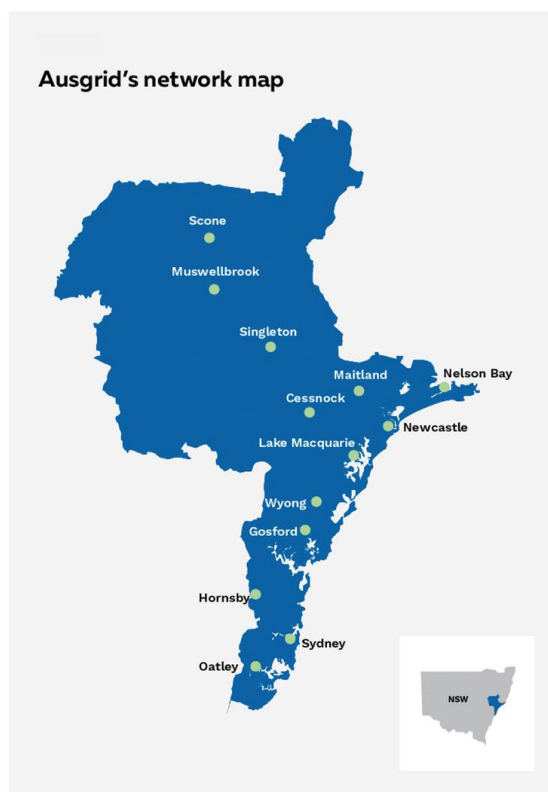 Ausgrid's network map
Scone
Muswellbrook
Singleton
Maitland
Nelson Bay
Cessnock
Newcastle
Lake Macquarie
Wyong
Gosford
Hornsby
Sydney
Oatley
NSW